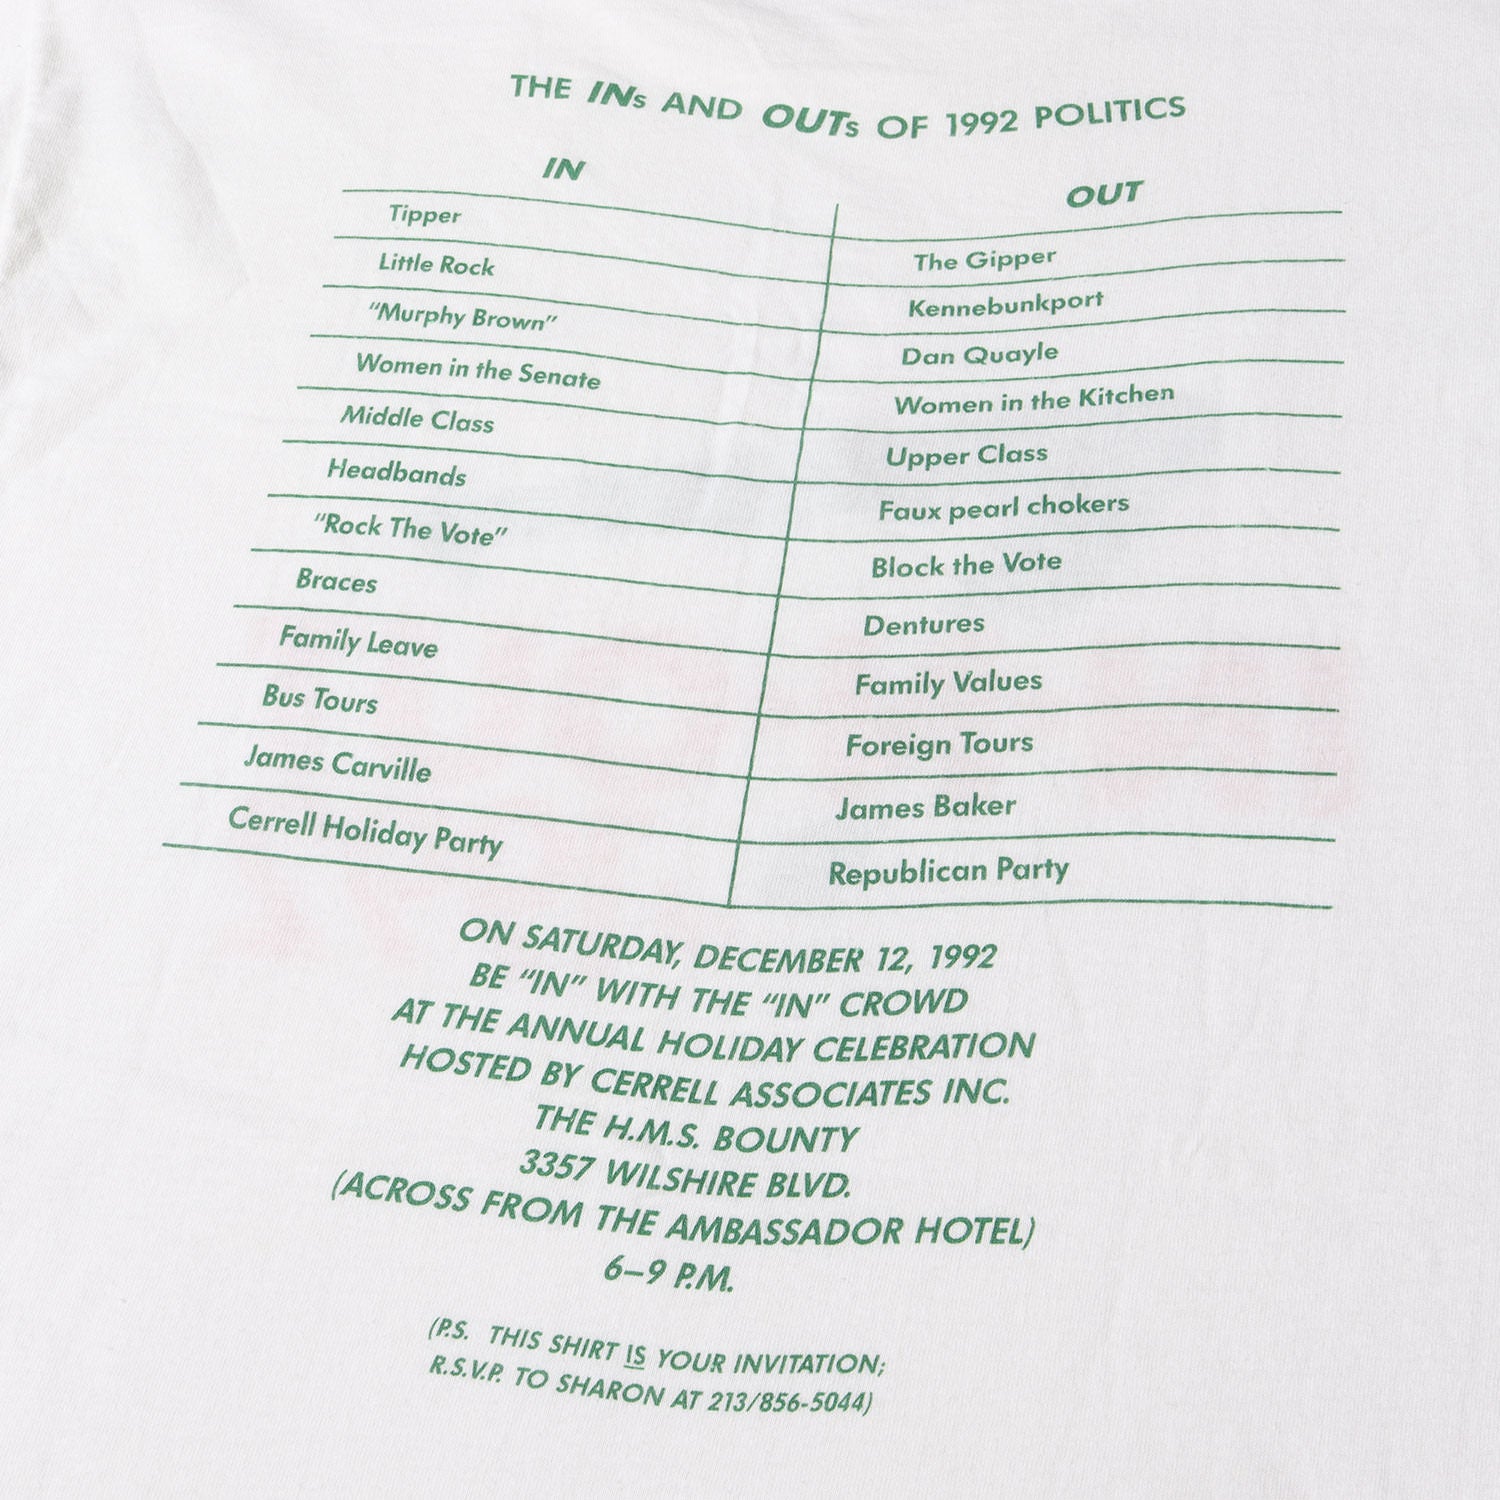 THE INs AND OUTs OF 1992 POLITICS
IN OUT
Tipper The Gipper
Little Rock Kennebunkport
“Murphy Brown” Dan Quayle
Women in the Senate Women in the Kitchen
Middle Class Upper Class
Headbands Faux pearl chokers
“Rock The Vote” Block the Vote
Braces Dentures
Family Leave Family Values
Bus Tours Foreign Tours
James Carville James Baker
Cerrell Holiday Party Republican Party
ON SATURDAY, DECEMBER 12, 1992
BE “IN” WITH THE “IN” CROWD
AT THE ANNUAL HOLIDAY CELEBRATION
HOSTED BY CERRELL ASSOCIATES INC.
THE H.M.S. BOUNTY
3357 WILSHIRE BLVD.
(ACROSS FROM THE AMBASSADOR HOTEL)
6–9 P.M.
(P.S. THIS SHIRT IS YOUR INVITATION;
R.S.V.P. TO SHARON AT 213/856-5044)